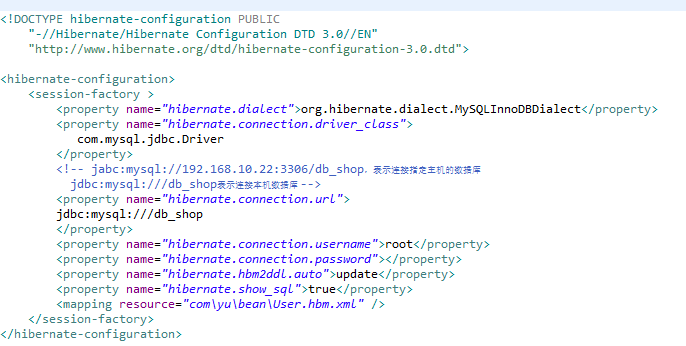 <!DOCTYPE hibernate-configuration PUBLIC
"-//Hibernate/Hibernate Configuration DTD 3.0//EN"
"http://www.hibernate.org/dtd/hibernate-configuration-3.0.dtd">
<hibernate-configuration>
<session-factory >
<property name="hibernate.dialect">org.hibernate.dialect.MySQLInnoDBDialect</property>
<property name="hibernate.connection.driver_class">
com.mysql.jdbc.Driver
</property>
<!-- jabc:mysql://192.168.10.22:3306/db_shop，表示连接指定主机的数据库
jdbc:mysql:///db_shop表示连接本机数据库 -->
<property name="hibernate.connection.url">
jdbc:mysql:///db_shop
</property>
<property name="hibernate.connection.username">root</property>
<property name="hibernate.connection.password"></property>
<property name="hibernate.hbm2ddl.auto">update</property>
<property name="hibernate.show_sql">true</property>
<mapping resource="com\yu\bean\User.hbm.xml" />
</session-factory>
</hibernate-configuration>